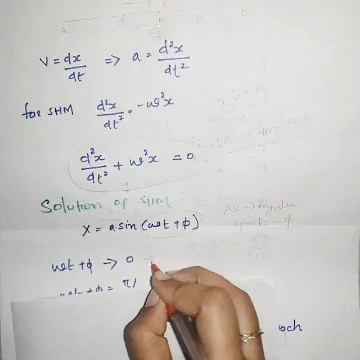 A
B
V = dx/dt => a = d²x/dt²
for SHM d²x/dt² = -ω²x
d²x/dt² + ω²x = 0
Solution of SHM
x = a sin(ωt + φ)
ωt + φ -> 0
ωt + φ = π/
och